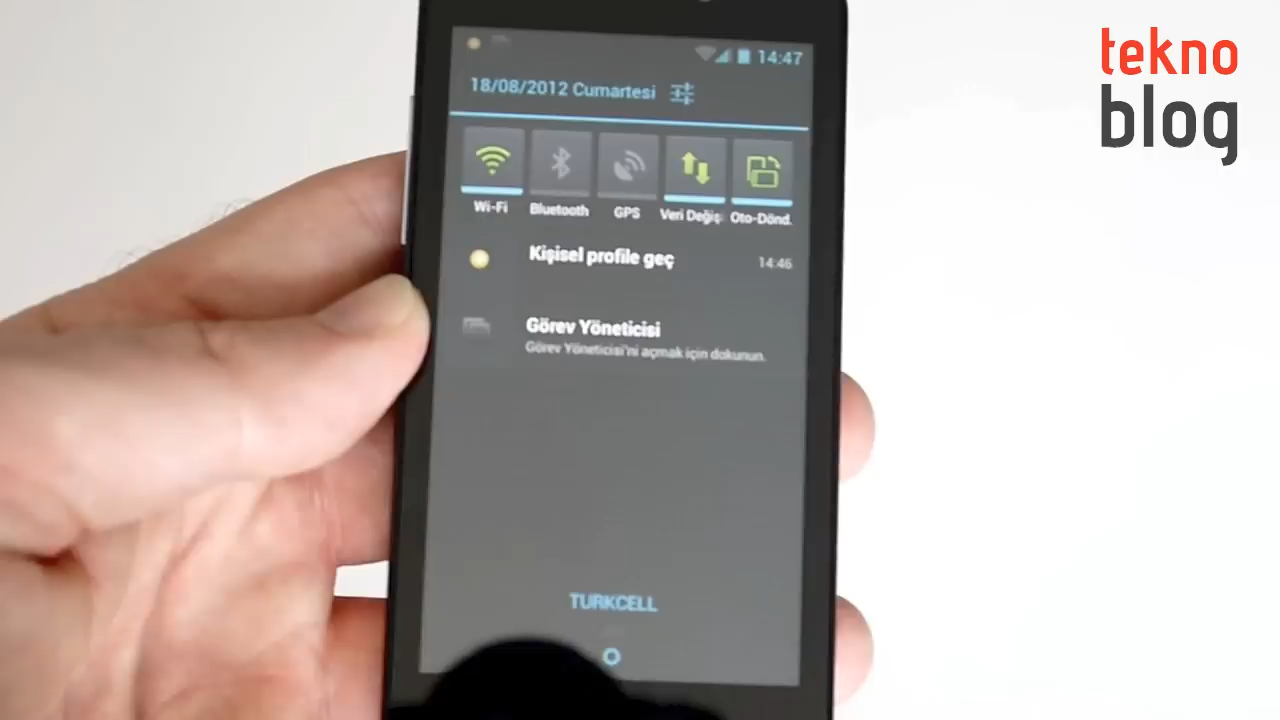 tekno
blog
14:47
18/08/2012 Cumartesi
Wi-Fi
Bluetooth
GPS
Veri Değiş
Oto-Dönd.
Kişisel profile geç
14:46
Görev Yöneticisi
Görev Yöneticisi'ni açmak için dokunun.
TURKCELL